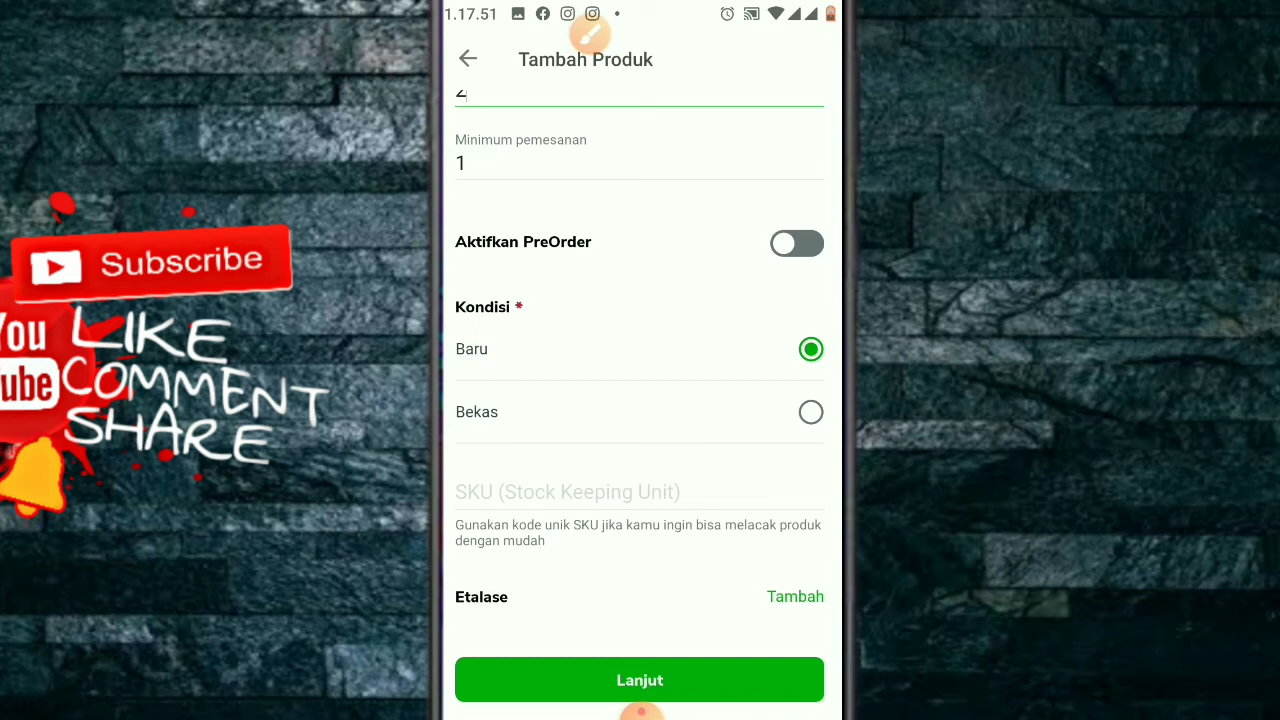 1.17.51
Tambah Produk
Minimum pemesanan
1
Aktifkan PreOrder
Kondisi *
Baru
Bekas
SKU (Stock Keeping Unit)
Gunakan kode unik SKU jika kamu ingin bisa melacak produk
dengan mudah
Etalase Tambah
Lanjut
Subscribe
You
Tube
LIKE
COMMENT
SHARE